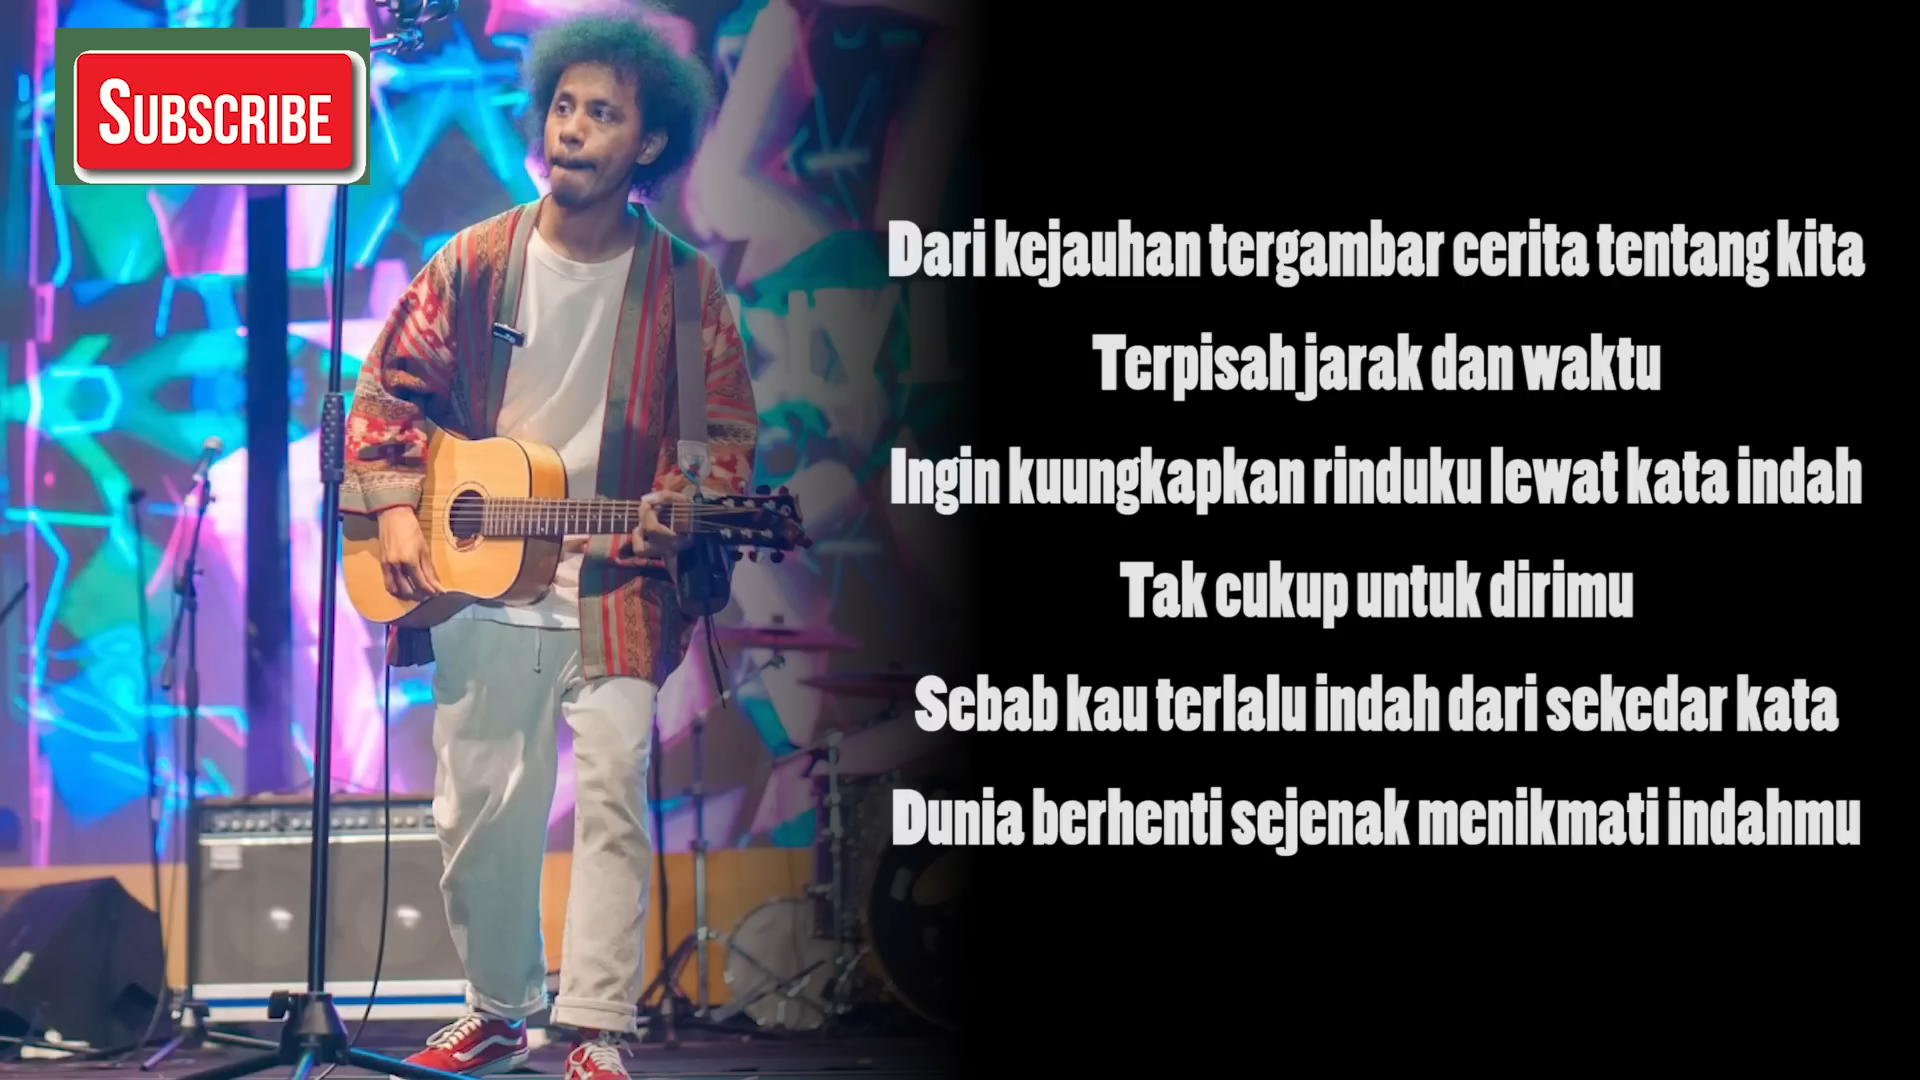 SUBSCRIBE
Dari kejauhan tergambar cerita tentang kita
Terpisah jarak dan waktu
Ingin kuungkapkan rinduku lewat kata indah
Tak cukup untuk dirimu
Sebab kau terlalu indah dari sekedar kata
Dunia berhenti sejenak menikmati indahmu